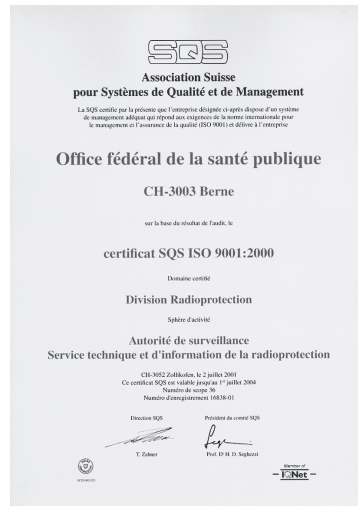 SQS
Association Suisse
pour Systèmes de Qualité et de Management
La SQS certifie par la présente que l'entreprise désignée ci-après dispose d'un système
de management adéquat qui répond aux exigences de la norme internationale pour
le management et l'assurance de la qualité (ISO 9001) et délivre à l'entreprise
Office fédéral de la santé publique
CH-3003 Berne
sur la base du résultat de l'audit, le
certificat SQS ISO 9001:2000
Domaine certifié
Division Radioprotection
Sphère d'activité
Autorité de surveillance
Service technique et d'information de la radioprotection
CH-3052 Zollikofen, le 2 juillet 2001
Ce certificat SQS est valable jusqu'au 1er juillet 2004
Numéro de scope 36
Numéro d'enregistrement 16838-01
Direction SQS
Président du comité SQS
T. Zahner
Prof. Dr H. D. Seghezzi
Member of
IQNet